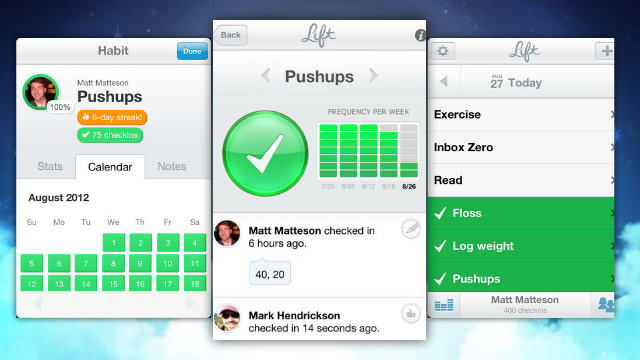 Habit
Done
Matt Matteson
Pushups
100%
8-day streak!
75 checkins
Stats
Calendar
Notes
August 2012
Su Mo Tu We Th Fr Sa
1 2 3 4
5 6 7 8 9 10 11
12 13 14 15 16 17 18
Back
Lift
i
Pushups
FREQUENCY PER WEEK
7/29 8/05 8/12 8/19 8/26
Matt Matteson checked in
6 hours ago.
40, 20
Mark Hendrickson
checked in 14 seconds ago.
Lift
AUG
27 Today
Exercise
Inbox Zero
Read
Floss
Log weight
Pushups
Matt Matteson
400 checkins